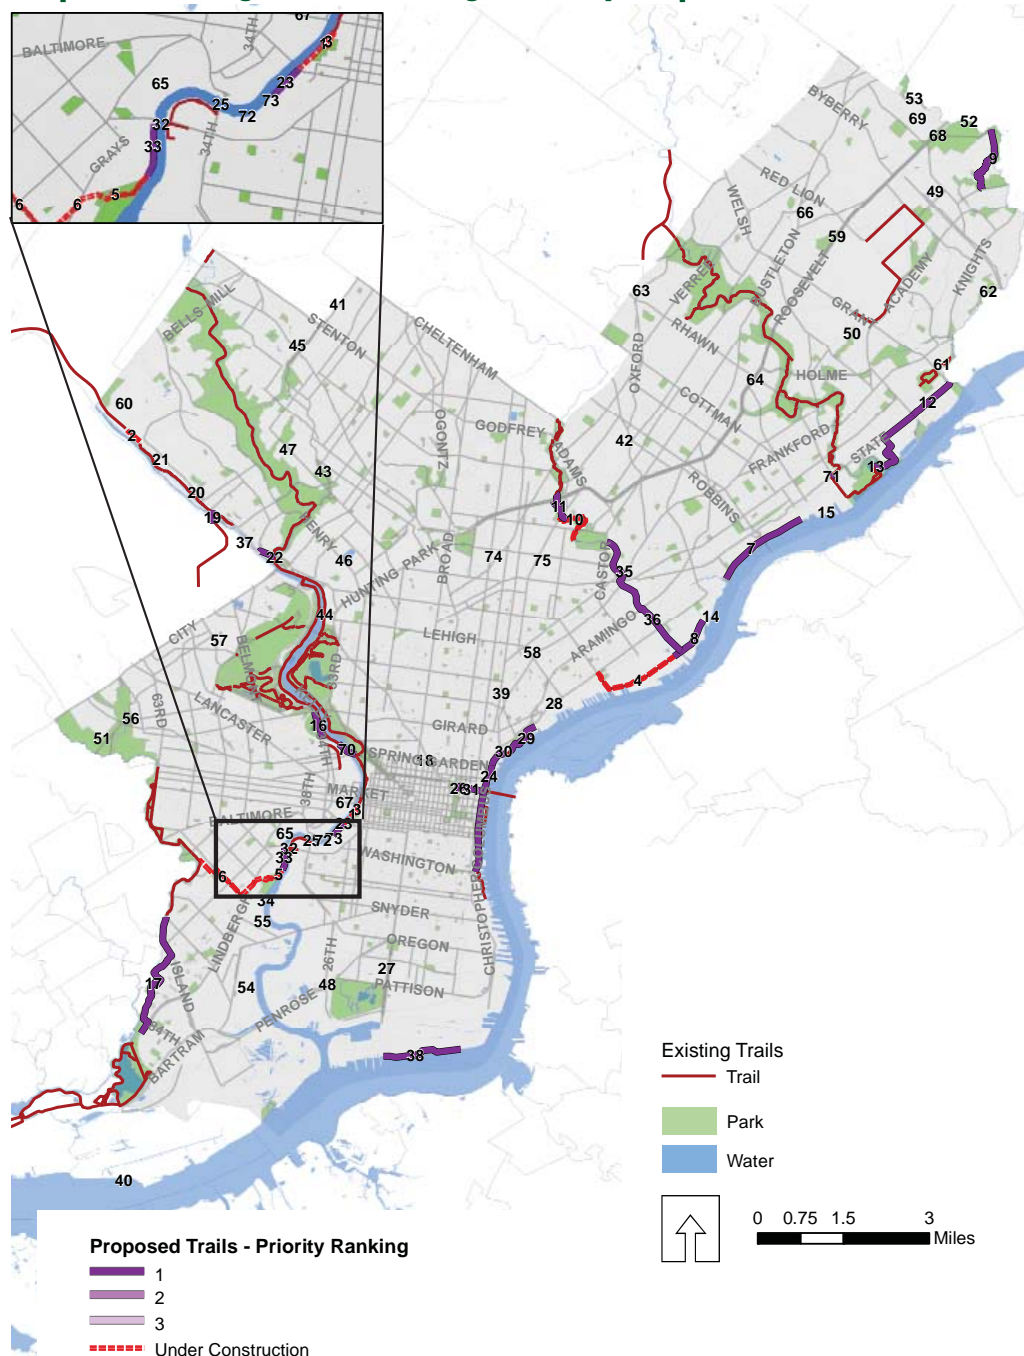 BALTIMORE
34TH
67
3
65
23
73
25
72
32
34TH
33
GRAYS
5
6
6
53
BYBERRY
69
52
68
9
RED LION
49
WELSH
66
59
BUSTLETON
ROOSEVELT
KNIGHTS
ACADEMY
VERREE
63
62
GRANT
41
BELLS MILL
STENTON
CHELTENHAM
45
RHAWN
50
OXFORD
61
64
HOLME
60
COTTMAN
12
OGONTZ
GODFREY
ADAMS
42
2
47
FRANKFORD
STATE
21
43
ROBBINS
13
71
20
11
15
19
10
HENRY
37
22
46
HUNTING PARK
BROAD
74
75
CASTOR
7
35
44
36
14
CITY
57
LEHIGH
ARAMINGO
8
BELMONT
33RD
58
4
39
28
63RD
56
LANCASTER
16
GIRARD
51
34TH
29
70
SPRING GARDEN
18
30
38TH
24
MARKET
26
31
67
3
1
BALTIMORE
23
65
25
72
73
32
33
WASHINGTON
CHRISTOPHER COLUMBUS
6
5
34
SNYDER
55
LINDBERGH
OREGON
26TH
27
17
ISLAND
54
48
PATTISON
PENROSE
84TH
BARTRAM
38
40
Existing Trails
Trail
Park
Water
0 0.75 1.5 3
Miles
Proposed Trails - Priority Ranking
1
2
3
Under Construction